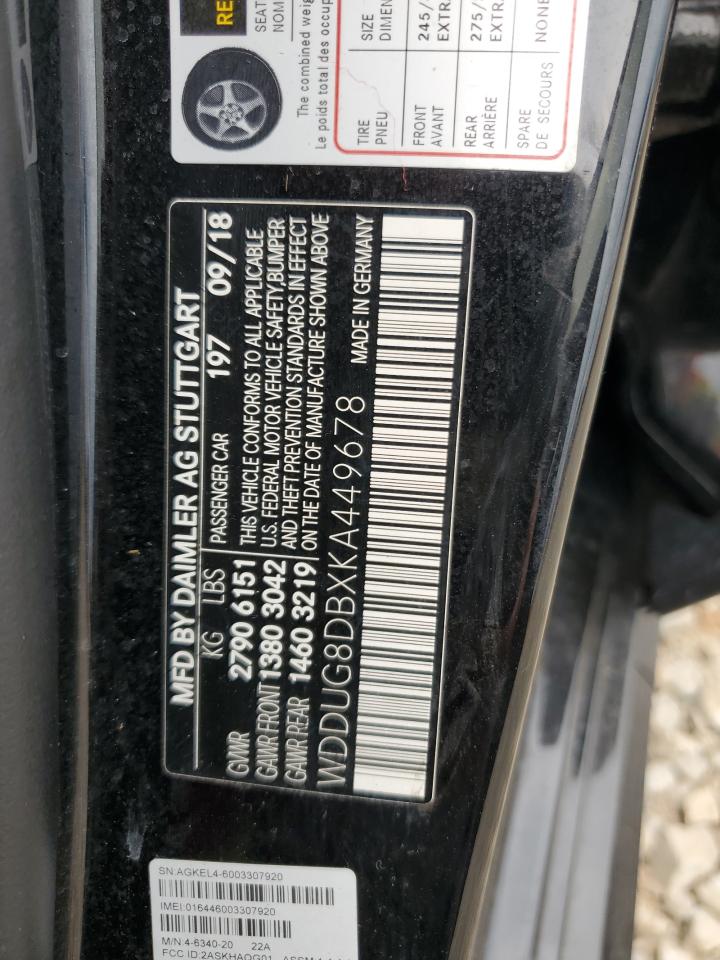 RE
SEAT
NOM
The combined weig
Le poids total des occup
TIRE SIZE
PNEU DIMEN
FRONT 245/
AVANT EXTR
REAR 275/
ARRIÈRE EXTR
SPARE NONE
DE SECOURS
MFD BY DAIMLER AG STUTTGART
KG LBS PASSENGER CAR 197 09/18
GVWR 2790 6151
GAWR FRONT 1380 3042
GAWR REAR 1460 3219
THIS VEHICLE CONFORMS TO ALL APPLICABLE
U.S. FEDERAL MOTOR VEHICLE SAFETY,BUMPER
AND THEFT PREVENTION STANDARDS IN EFFECT
ON THE DATE OF MANUFACTURE SHOWN ABOVE
WDDUG8DBXKA449678 MADE IN GERMANY
SN:AGKEL4-6003307920
IMEI:016446003307920
M/N:4-6340-20 22A
FCC ID:2ASKHAOG01